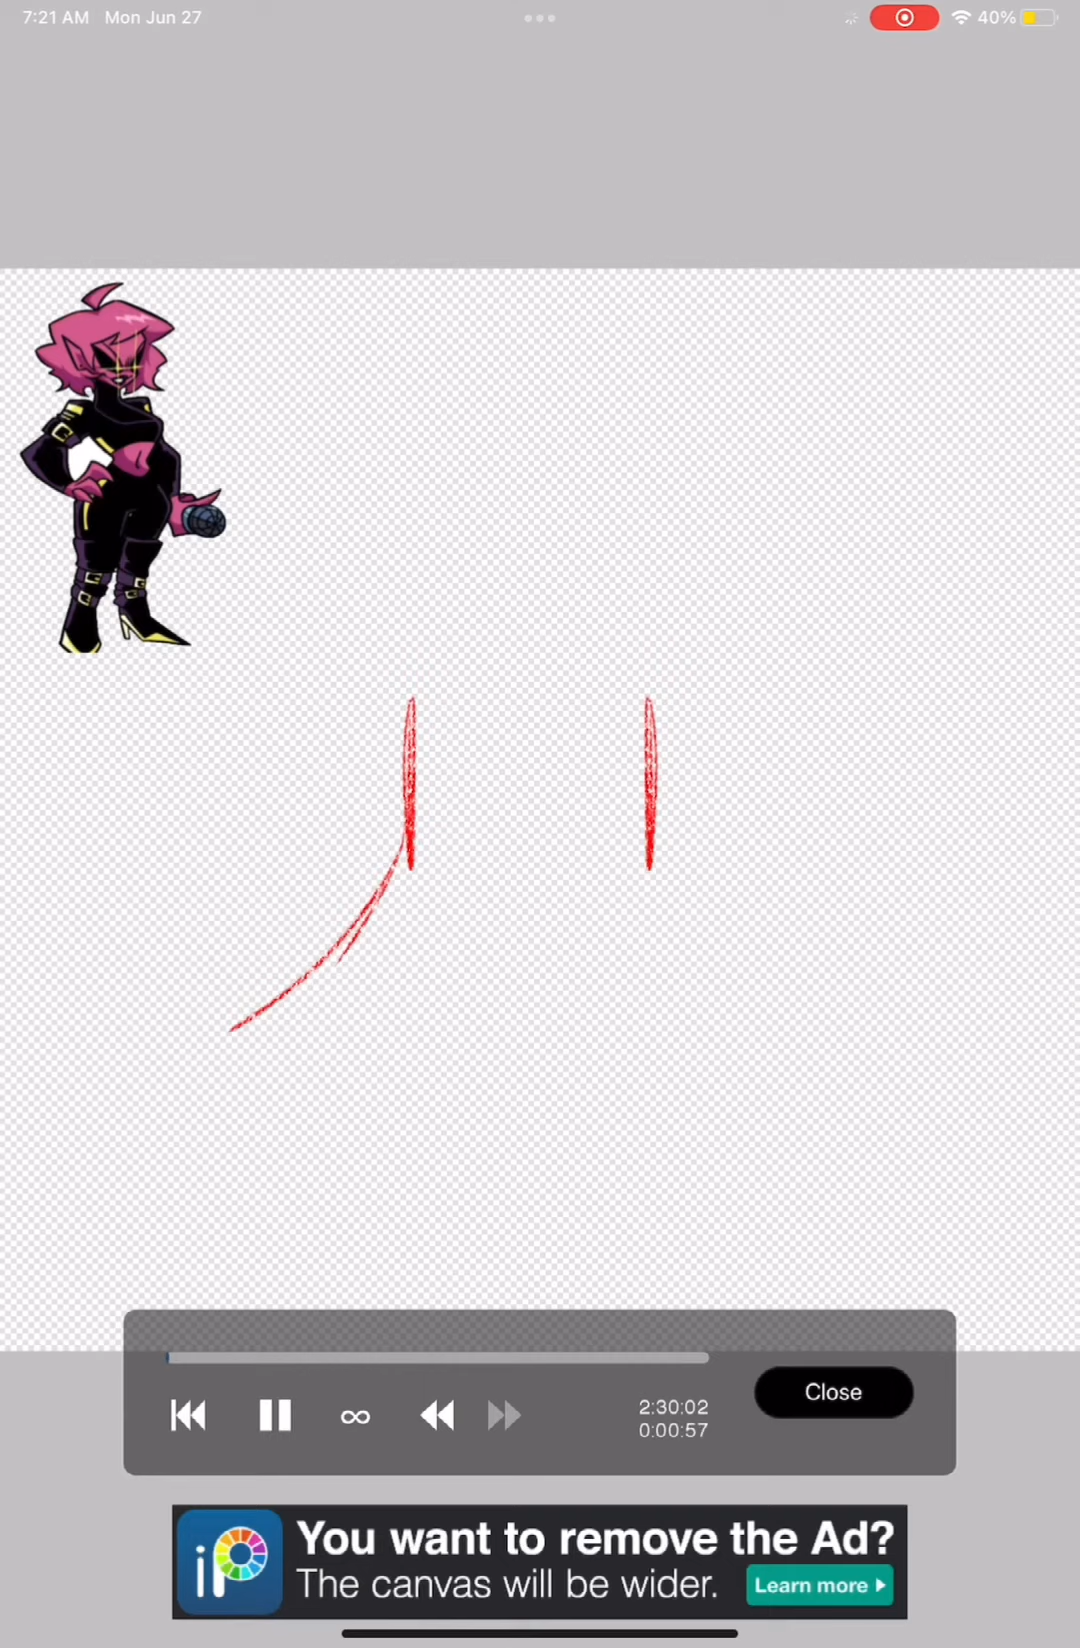 7:21 AM Mon Jun 27
40%
2:30:02
0:00:57
Close
iP
You want to remove the Ad?
The canvas will be wider.
Learn more